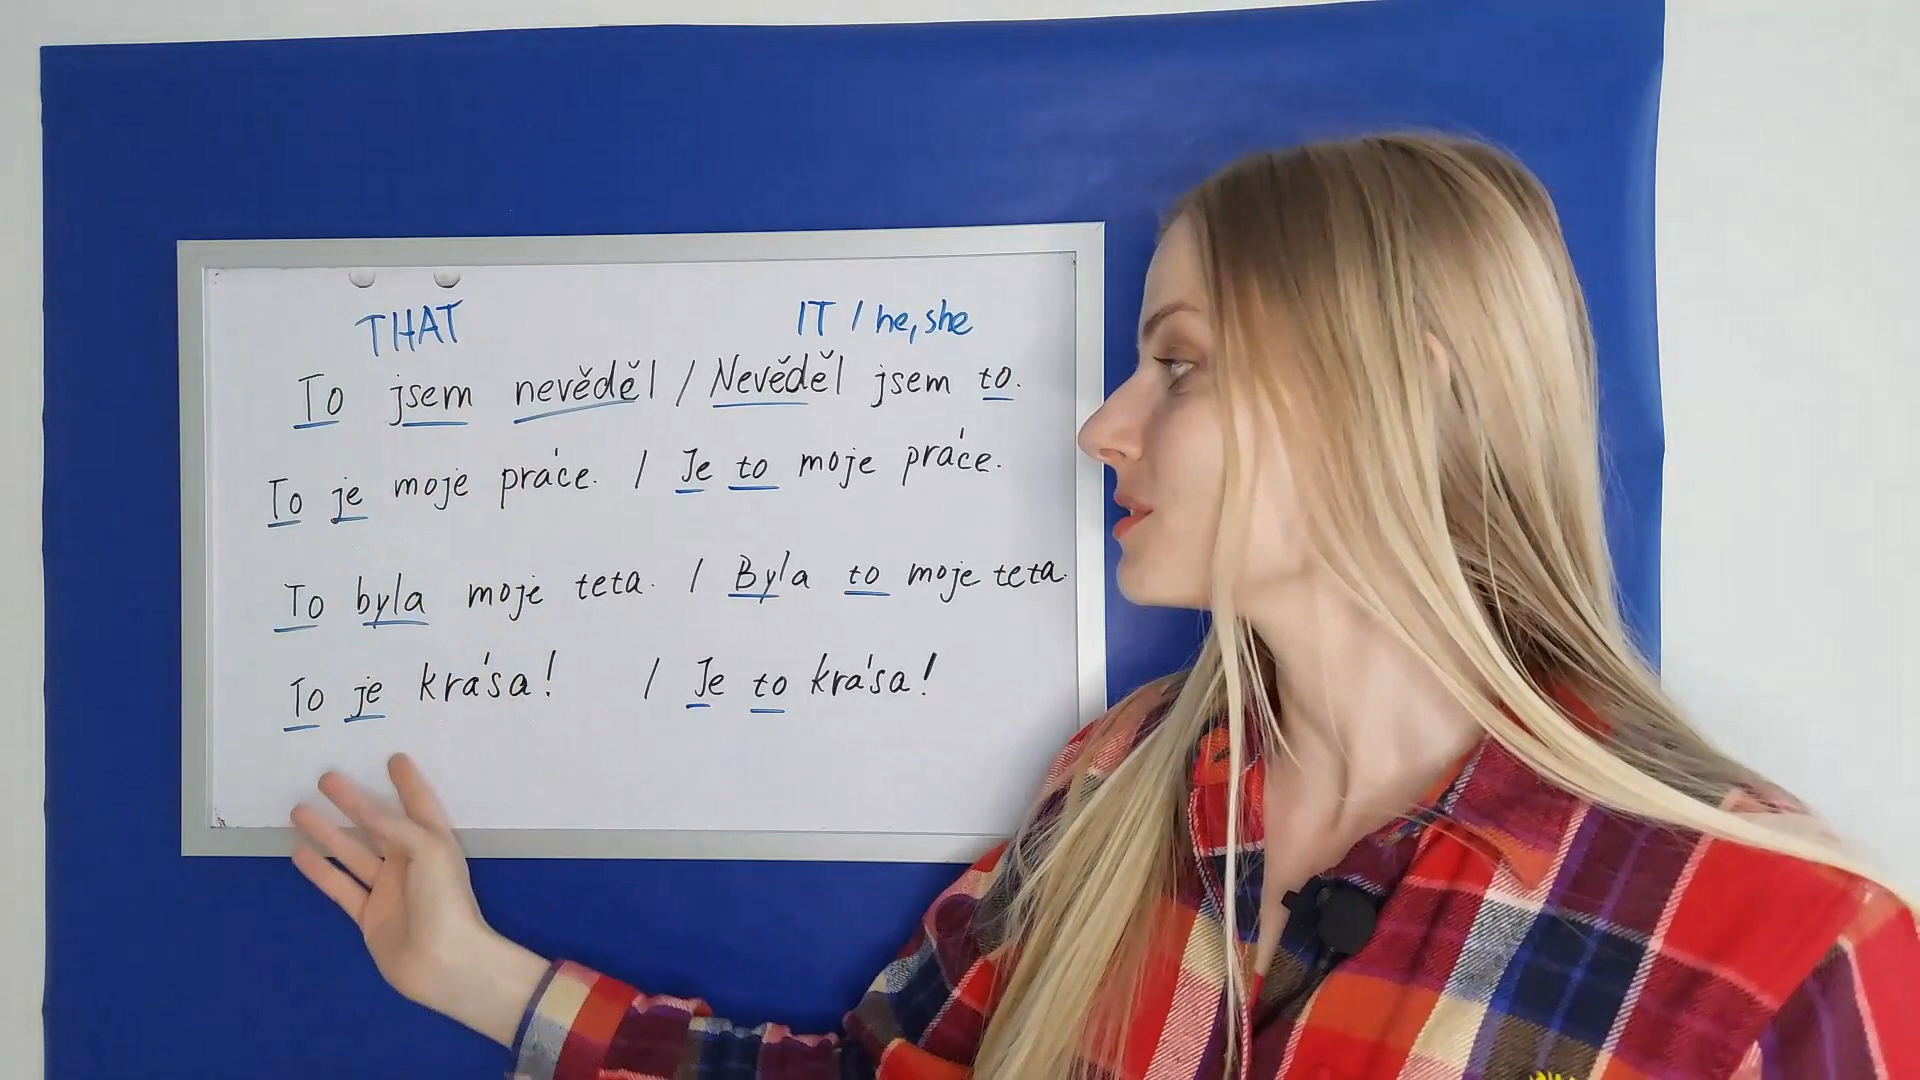 THAT IT / he, she
To jsem nevěděl / Nevěděl jsem to.
To je moje práce. / Je to moje práce.
To byla moje teta. / Byla to moje teta.
To je krása! / Je to krása!